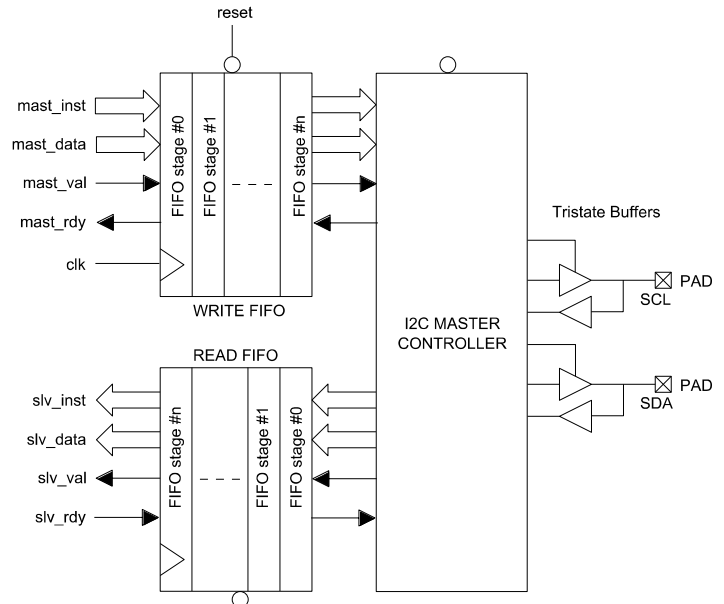 reset
mast_inst
mast_data
mast_val
mast_rdy
clk
FIFO stage #0
FIFO stage #1
FIFO stage #n
WRITE FIFO
READ FIFO
slv_inst
slv_data
slv_val
slv_rdy
FIFO stage #n
FIFO stage #1
FIFO stage #0
I2C MASTER
CONTROLLER
Tristate Buffers
PAD
SCL
PAD
SDA